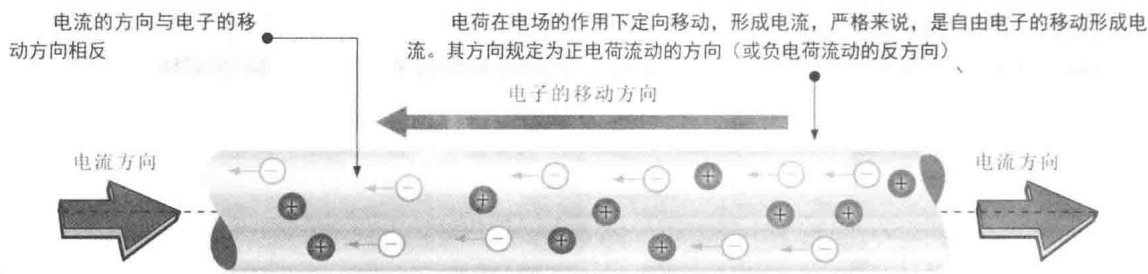 电流的方向与电子的移
动方向相反
电荷在电场的作用下定向移动，形成电流，严格来说，是自由电子的移动形成电
流。其方向规定为正电荷流动的方向（或负电荷流动的反方向）
电子的移动方向
电流方向
电流方向